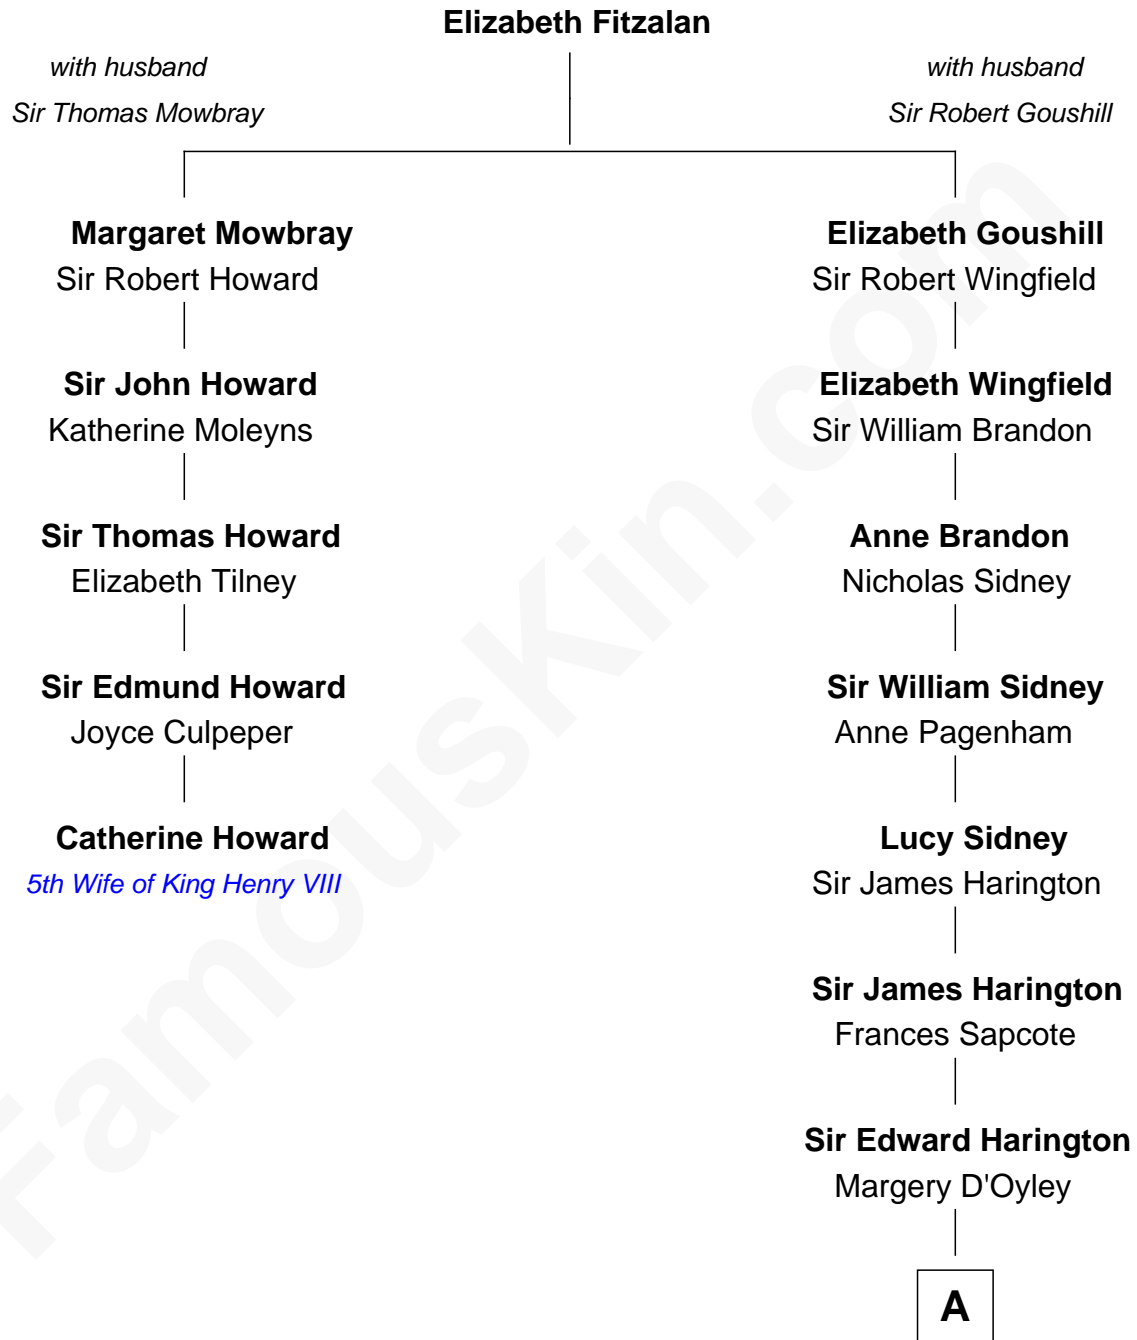 Elizabeth Fitzalan
with husband
Sir Thomas Mowbray
with husband
Sir Robert Goushill
Margaret Mowbray
Sir Robert Howard
Sir John Howard
Katherine Moleyns
Sir Thomas Howard
Elizabeth Tilney
Sir Edmund Howard
Joyce Culpeper
Catherine Howard
5th Wife of King Henry VIII
Elizabeth Goushill
Sir Robert Wingfield
Elizabeth Wingfield
Sir William Brandon
Anne Brandon
Nicholas Sidney
Sir William Sidney
Anne Pagenham
Lucy Sidney
Sir James Harington
Sir James Harington
Frances Sapcote
Sir Edward Harington
Margery D'Oyley
A
FamousKin.com